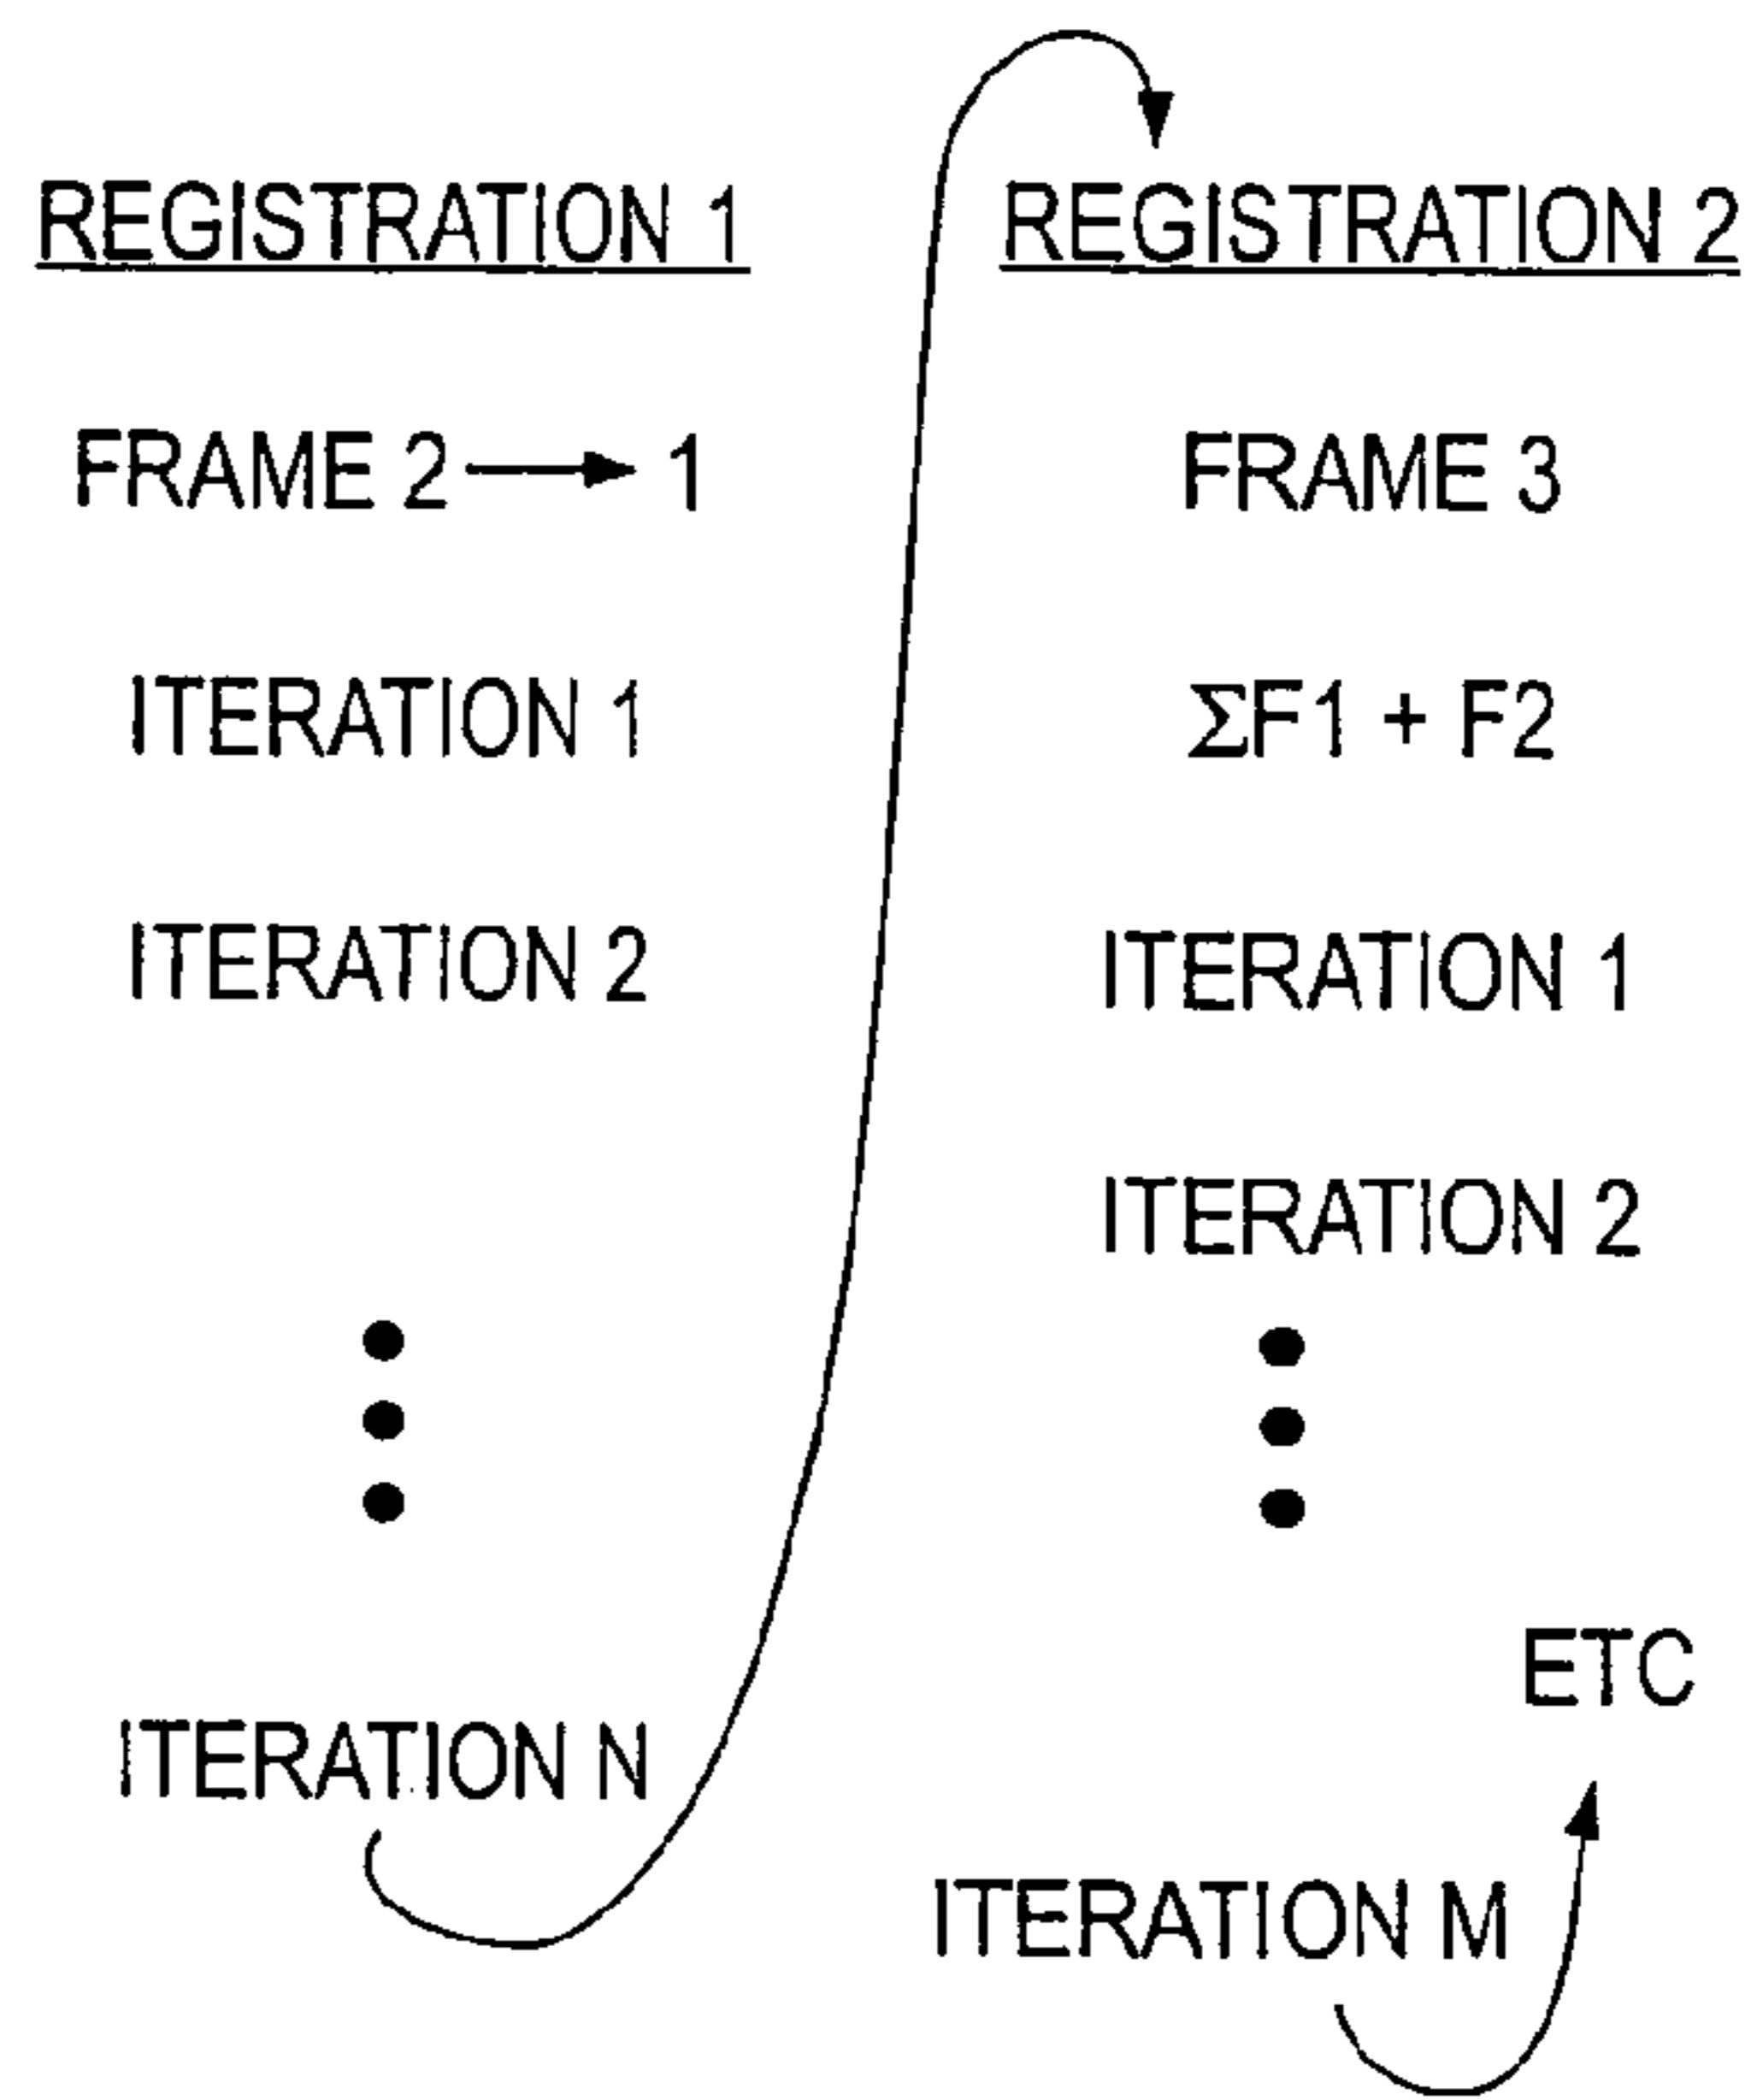 REGISTRATION 1
FRAME 2 → 1
ITERATION 1
ITERATION 2
ITERATION N
REGISTRATION 2
FRAME 3
ΣF1 + F2
ITERATION 1
ITERATION 2
ETC
ITERATION M